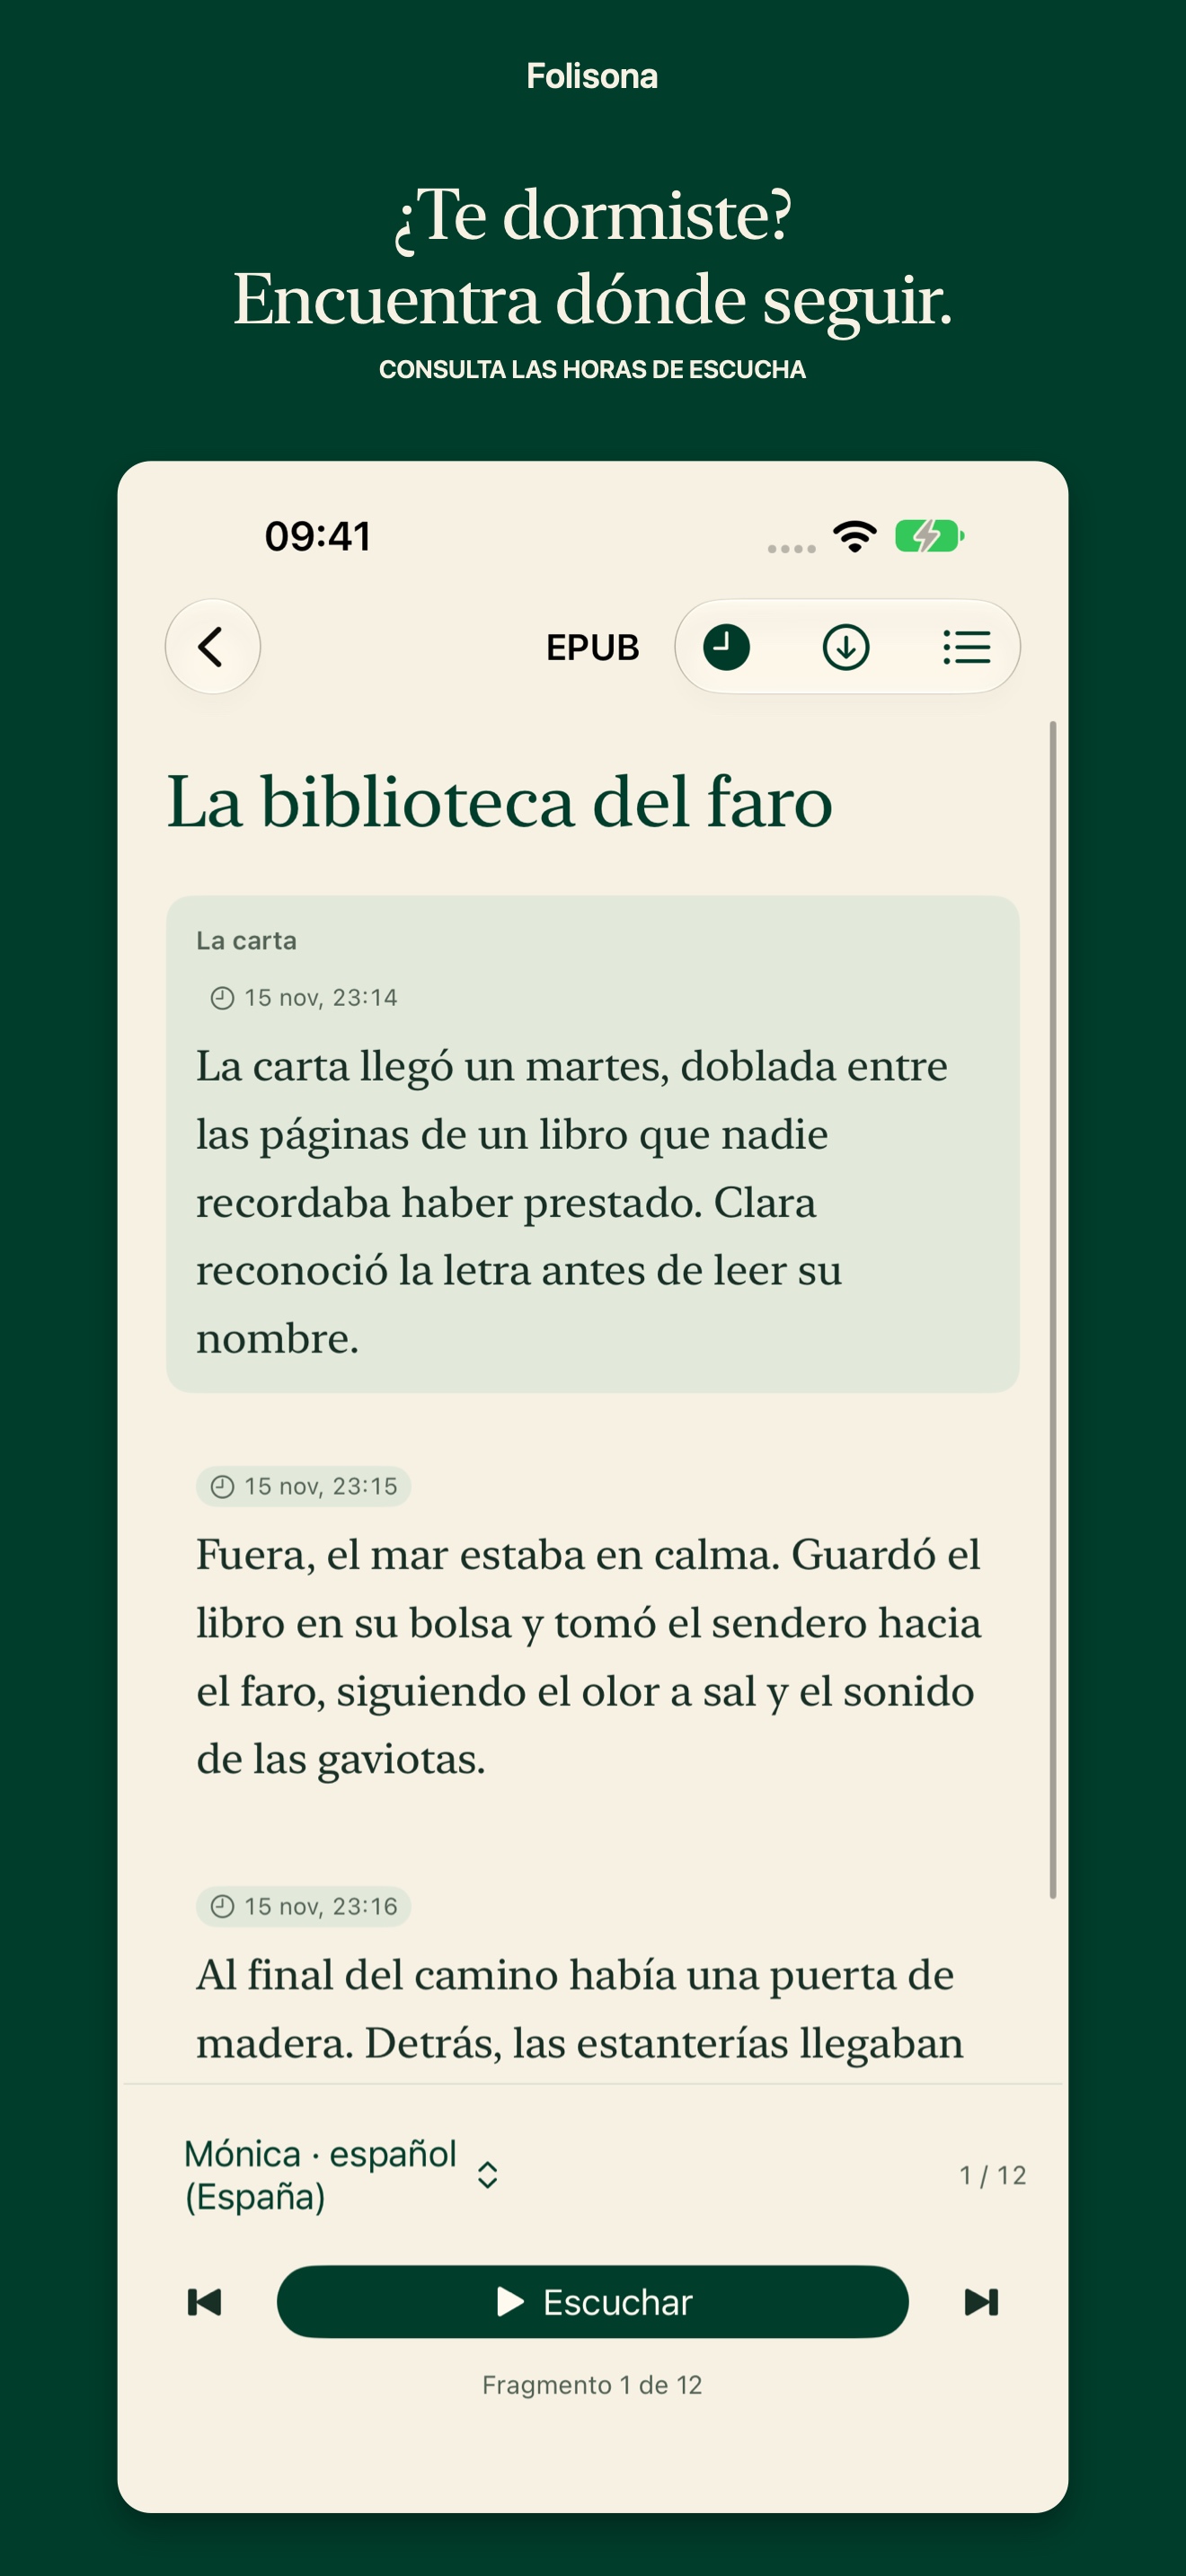 Folisona
¿Te dormiste?
Encuentra dónde seguir.
CONSULTA LAS HORAS DE ESCUCHA
09:41
EPUB
La biblioteca del faro
La carta
15 nov, 23:14
La carta llegó un martes, doblada entre
las páginas de un libro que nadie
recordaba haber prestado. Clara
reconoció la letra antes de leer su
nombre.
15 nov, 23:15
Fuera, el mar estaba en calma. Guardó el
libro en su bolsa y tomó el sendero hacia
el faro, siguiendo el olor a sal y el sonido
de las gaviotas.
15 nov, 23:16
Al final del camino había una puerta de
madera. Detrás, las estanterías llegaban
Mónica · español
(España)
1 / 12
Escuchar
Fragmento 1 de 12